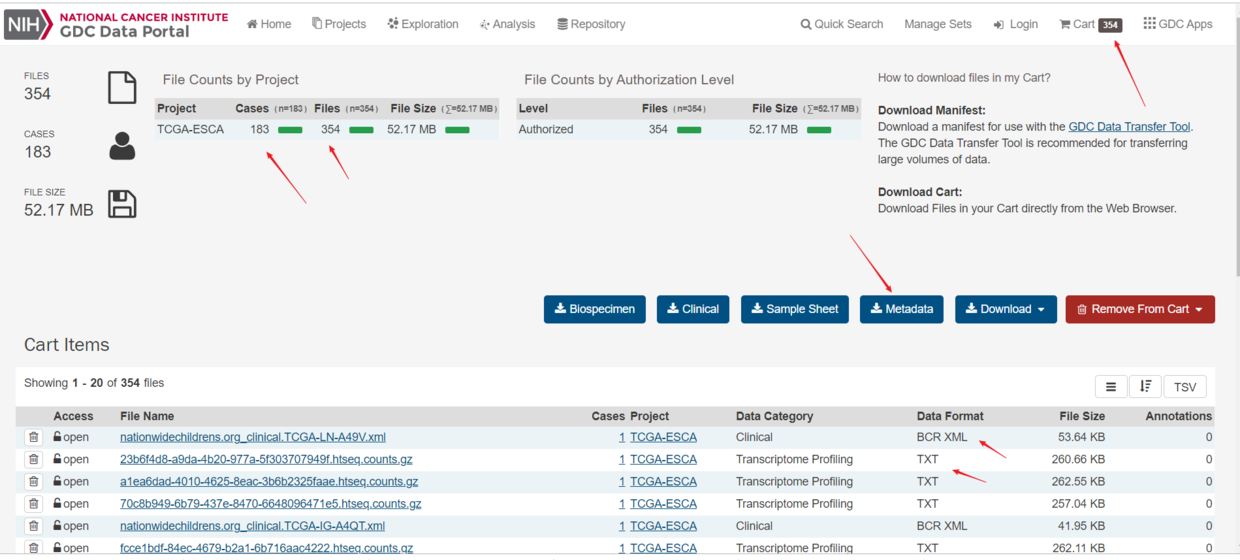 NIH NATIONAL CANCER INSTITUTE
GDC Data Portal
Home Projects Exploration Analysis Repository Quick Search Manage Sets Login Cart 354 GDC Apps
FILES
354
CASES
183
FILE SIZE
52.17 MB
File Counts by Project
Project Cases (n=183) Files (n=354) File Size (∑=52.17 MB)
TCGA-ESCA 183 354 52.17 MB
File Counts by Authorization Level
Level Files (n=354) File Size (∑=52.17 MB)
Authorized 354 52.17 MB
How to download files in my Cart?
Download Manifest:
Download a manifest for use with the GDC Data Transfer Tool.
The GDC Data Transfer Tool is recommended for transferring
large volumes of data.
Download Cart:
Download Files in your Cart directly from the Web Browser.
Biospecimen Clinical Sample Sheet Metadata Download Remove From Cart
Cart Items
Showing 1 - 20 of 354 files
TSV
Access File Name Cases Project Data Category Data Format File Size Annotations
open nationwidechildrens.org_clinical.TCGA-LN-A49V.xml 1 TCGA-ESCA Clinical BCR XML 53.64 KB 0
open 23b6f4d8-a9da-4b20-977a-5f303707949f.htseq.counts.gz 1 TCGA-ESCA Transcriptome Profiling TXT 260.66 KB 0
open a1ea6dad-4010-4625-8eac-3b6b2325faae.htseq.counts.gz 1 TCGA-ESCA Transcriptome Profiling TXT 262.55 KB 0
open 70c8b949-6b79-437e-8470-6648096471e5.htseq.counts.gz 1 TCGA-ESCA Transcriptome Profiling TXT 257.04 KB 0
open nationwidechildrens.org_clinical.TCGA-IG-A4QT.xml 1 TCGA-ESCA Clinical BCR XML 41.95 KB 0
open fcce1bdf-84ec-4679-b2a1-6b716aac4222.htseq.counts.gz 1 TCGA-ESCA Transcriptome Profiling TXT 262.11 KB 0